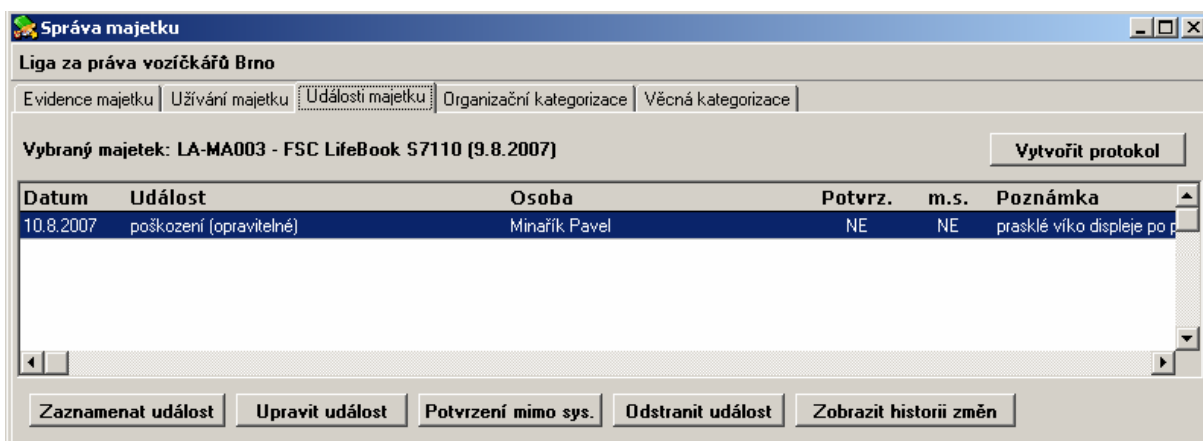 Správa majetku
Liga za práva vozíčkářů Brno
Evidence majetku Užívání majetku Události majetku Organizační kategorizace Věcná kategorizace
Vybraný majetek: LA-MA003 - FSC LifeBook S7110 (9.8.2007) Vytvořit protokol
Datum Událost Osoba Potvrz. m.s. Poznámka
10.8.2007 poškození (opravitelné) Minařík Pavel NE NE prasklé víko displeje po
Zaznamenat událost Upravit událost Potvrzení mimo sys. Odstranit událost Zobrazit historii změn